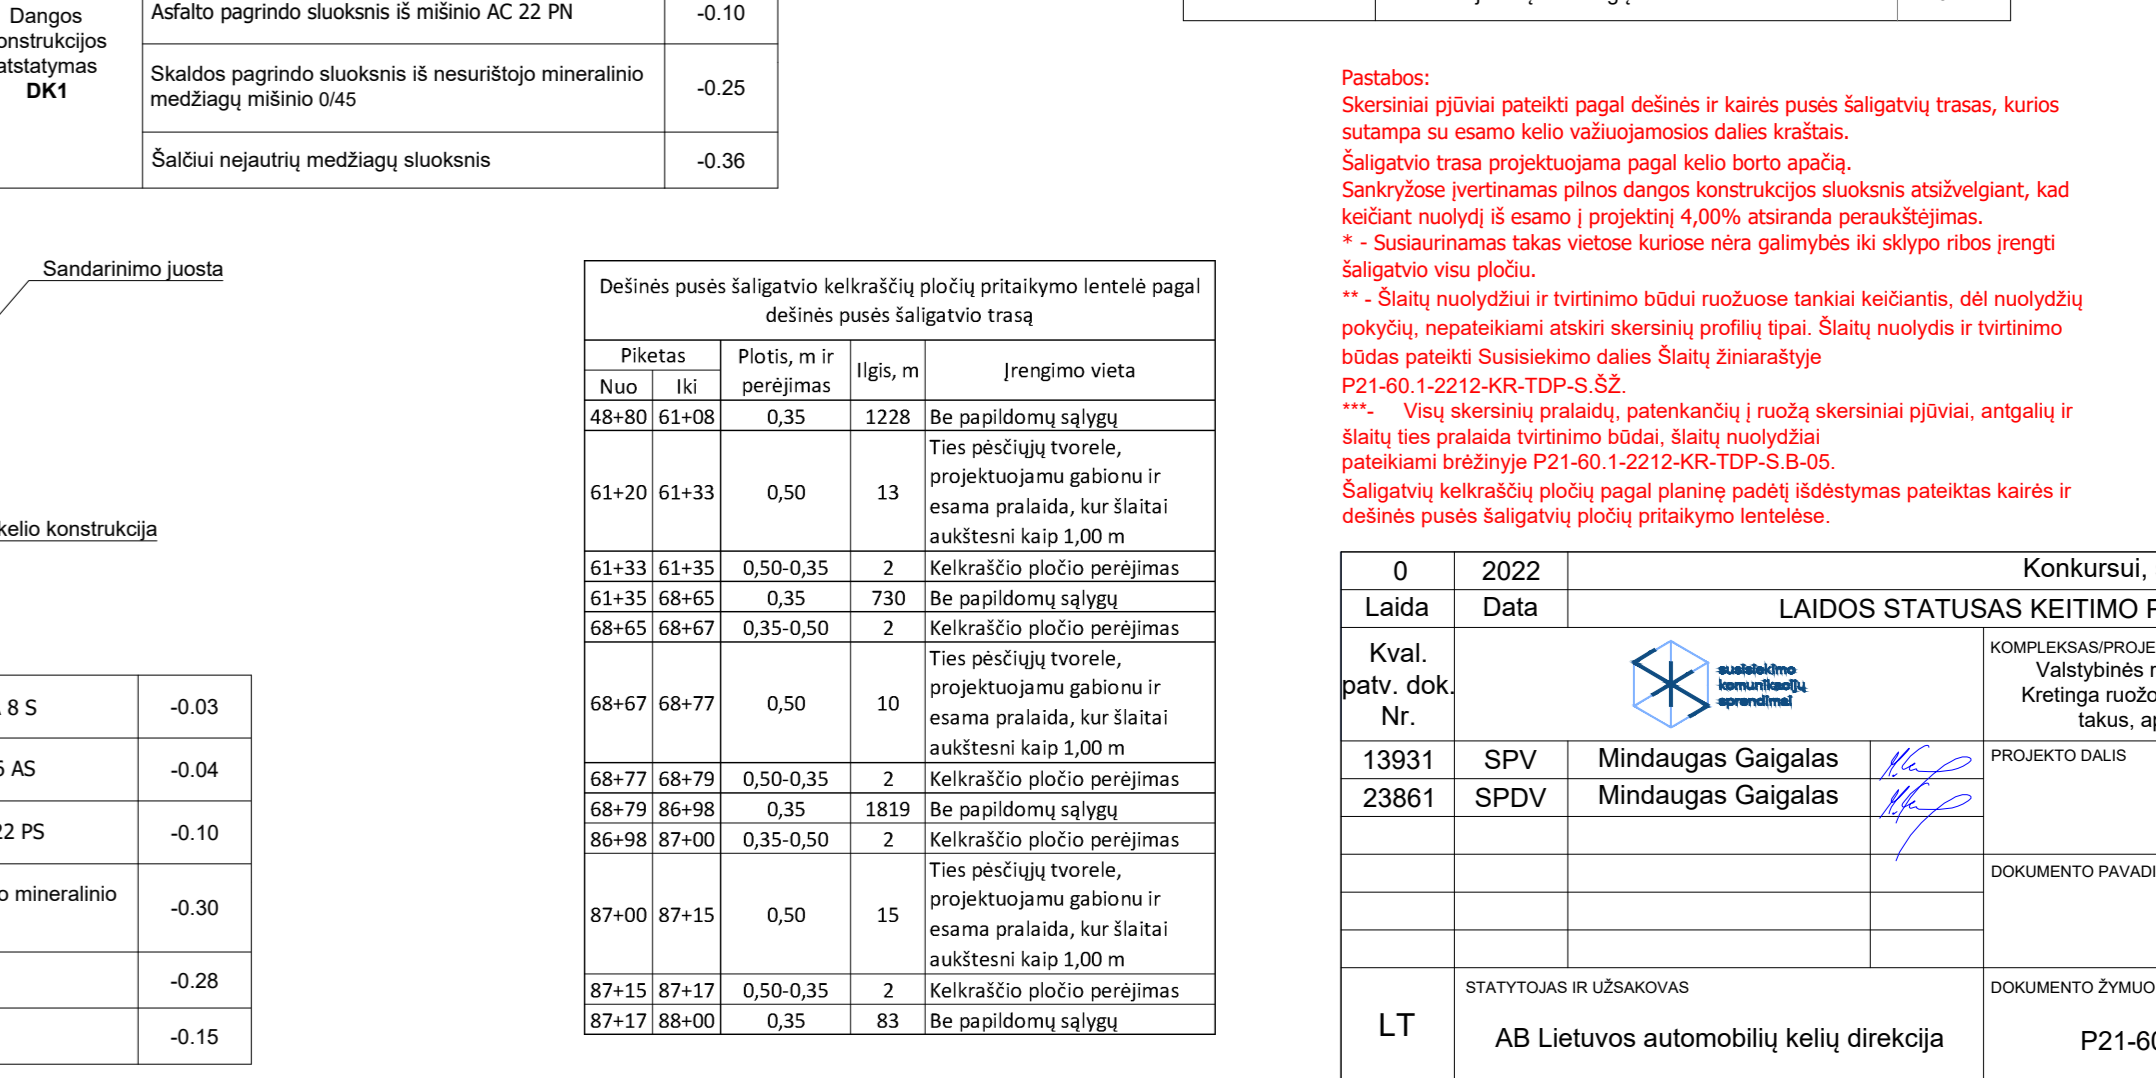 Dangos
onstrukcijos
atstatymas
DK1
Asfalto pagrindo sluoksnis iš mišinio AC 22 PN
-0.10
Skaldos pagrindo sluoksnis iš nesurištojo mineralinio
medžiagų mišinio 0/45
-0.25
Šalčiui nejautrių medžiagų sluoksnis
-0.36
Sandarinimo juosta
kelio konstrukcija
8 S
-0.03
AS
-0.04
22 PS
-0.10
o mineralinio
-0.30
-0.28
-0.15
Dešinės pusės šaligatvio kelkraščių pločių pritaikymo lentelė pagal
dešinės pusės šaligatvio trasą
Piketas
Nuo Iki
Plotis, m ir
perėjimas
Ilgis, m
Įrengimo vieta
48+80 61+08 0,35 1228 Be papildomų sąlygų
61+20 61+33 0,50 13
Ties pėsčiųjų tvorele,
projektuojamu gabionu ir
esama pralaida, kur šlaitai
aukštesni kaip 1,00 m
61+33 61+35 0,50-0,35 2 Kelkraščio pločio perėjimas
61+35 68+65 0,35 730 Be papildomų sąlygų
68+65 68+67 0,35-0,50 2 Kelkraščio pločio perėjimas
68+67 68+77 0,50 10
Ties pėsčiųjų tvorele,
projektuojamu gabionu ir
esama pralaida, kur šlaitai
aukštesni kaip 1,00 m
68+77 68+79 0,50-0,35 2 Kelkraščio pločio perėjimas
68+79 86+98 0,35 1819 Be papildomų sąlygų
86+98 87+00 0,35-0,50 2 Kelkraščio pločio perėjimas
87+00 87+15 0,50 15
Ties pėsčiųjų tvorele,
projektuojamu gabionu ir
esama pralaida, kur šlaitai
aukštesni kaip 1,00 m
87+15 87+17 0,50-0,35 2 Kelkraščio pločio perėjimas
87+17 88+00 0,35 83 Be papildomų sąlygų
Pastabos:
Skersiniai pjūviai pateikti pagal dešinės ir kairės pusės šaligatvių trasas, kurios
sutampa su esamo kelio važiuojamosios dalies kraštais.
Šaligatvio trasa projektuojama pagal kelio borto apačią.
Sankryžose įvertinamas pilnos dangos konstrukcijos sluoksnis atsižvelgiant, kad
keičiant nuolydį iš esamo į projektinį 4,00% atsiranda peraukštėjimas.
* - Susiaurinamas takas vietose kuriose nėra galimybės iki sklypo ribos įrengti
šaligatvio visu pločiu.
** - Šlaitų nuolydžiui ir tvirtinimo būdui ruožuose tankiai keičiantis, dėl nuolydžių
pokyčių, nepateikiami atskiri skersinių profilių tipai. Šlaitų nuolydis ir tvirtinimo
būdas pateikti Susisiekimo dalies Šlaitų žiniaraštyje
P21-60.1-2212-KR-TDP-S.ŠŽ.
***- Visų skersinių pralaidų, patenkančių į ruožą skersiniai pjūviai, antgalių ir
šlaitų ties pralaida tvirtinimo būdai, šlaitų nuolydžiai
pateikiami brėžinyje P21-60.1-2212-KR-TDP-S.B-05.
Šaligatvių kelkraščių pločių pagal planinę padėtį išdėstymas pateiktas kairės ir
dešinės pusės šaligatvių pločių pritaikymo lentelėse.
0 2022 Konkursui,
Laida Data LAIDOS STATUSAS KEITIMO P
Kval.
patv. dok.
Nr.
susisiekimo
komunikacijų
sprendimai
KOMPLEKSAS/PROJE
Valstybinės r
Kretinga ruožo
takus, ap
13931 SPV Mindaugas Gaigalas
23861 SPDV Mindaugas Gaigalas
PROJEKTO DALIS
DOKUMENTO PAVADI
LT
STATYTOJAS IR UŽSAKOVAS
AB Lietuvos automobilių kelių direkcija
DOKUMENTO ŽYMUO
P21-60